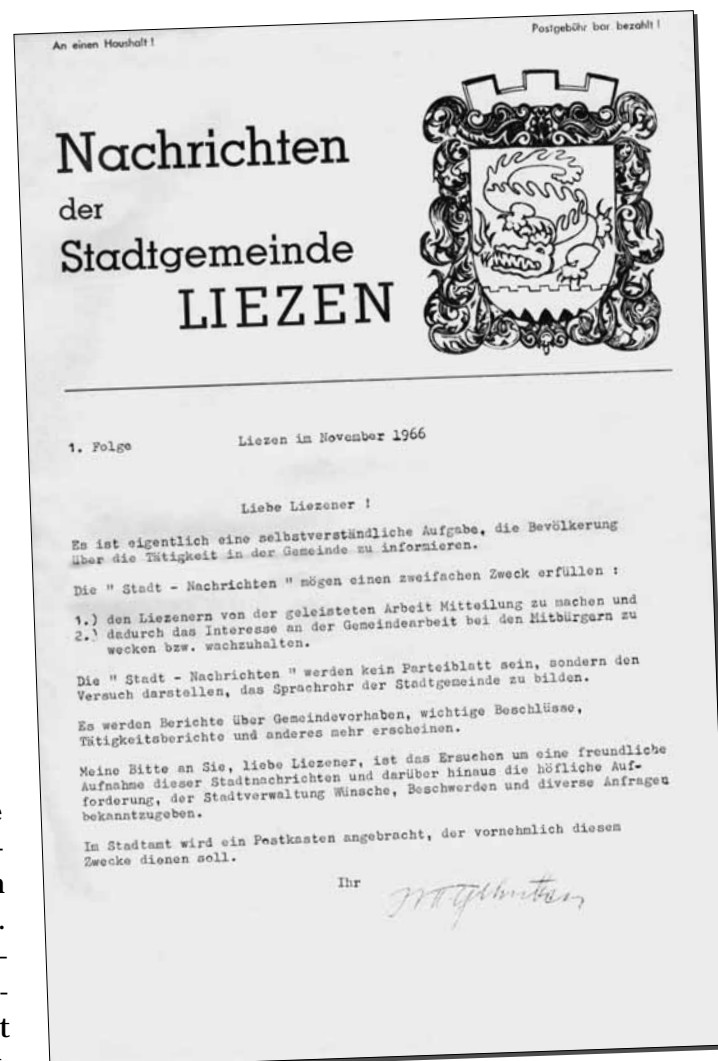 An einen Haushalt !
Postgebühr bar bezahlt !
Nachrichten
der
Stadtgemeinde
LIEZEN
1. Folge Liezen im November 1966
Liebe Liezener !
Es ist eigentlich eine selbstverständliche Aufgabe, die Bevölkerung
über die Tätigkeit in der Gemeinde zu informieren.
Die " Stadt - Nachrichten " mögen einen zweifachen Zweck erfüllen :
1.) den Liezenern von der geleisteten Arbeit Mitteilung zu machen und
2.) dadurch das Interesse an der Gemeindearbeit bei den Mitbürgern zu
wecken bzw. wachzuhalten.
Die " Stadt - Nachrichten " werden kein Parteiblatt sein, sondern den
Versuch darstellen, das Sprachrohr der Stadtgemeinde zu bilden.
Es werden Berichte über Gemeindevorhaben, wichtige Beschlüsse,
Tätigkeitsberichte und anderes mehr erscheinen.
Meine Bitte an Sie, liebe Liezener, ist das Ersuchen um eine freundliche
Aufnahme dieser Stadtnachrichten und darüber hinaus die höfliche Auf-
forderung, der Stadtverwaltung Wünsche, Beschwerden und diverse Anfragen
bekanntzugeben.
Im Stadtamt wird ein Postkasten angebracht, der vornehmlich diesem
Zwecke dienen soll.
Ihr